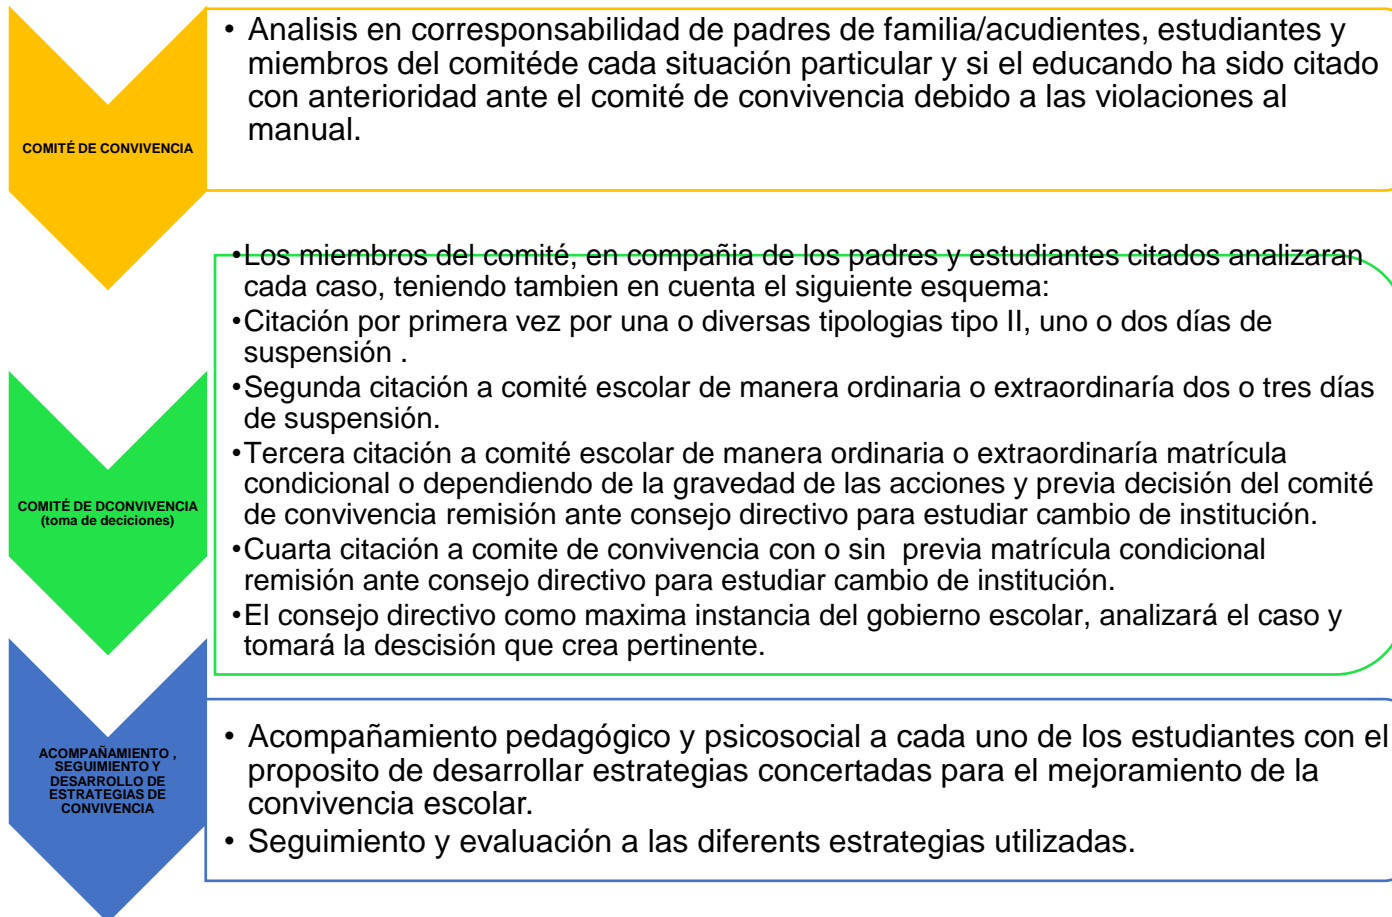 COMITÉ DE CONVIVENCIA
• Analisis en corresponsabilidad de padres de familia/acudientes, estudiantes y
miembros del comitéde cada situación particular y si el educando ha sido citado
con anterioridad ante el comité de convivencia debido a las violaciones al
manual.
COMITÉ DE DCONVIVENCIA
(toma de deciciones)
•Los miembros del comité, en compañia de los padres y estudiantes citados analizaran
cada caso, teniendo tambien en cuenta el siguiente esquema:
•Citación por primera vez por una o diversas tipologias tipo II, uno o dos días de
suspensión .
•Segunda citación a comité escolar de manera ordinaria o extraordinaría dos o tres días
de suspensión.
•Tercera citación a comité escolar de manera ordinaria o extraordinaría matrícula
condicional o dependiendo de la gravedad de las acciones y previa decisión del comité
de convivencia remisión ante consejo directivo para estudiar cambio de institución.
•Cuarta citación a comite de convivencia con o sin  previa matrícula condicional
remisión ante consejo directivo para estudiar cambio de institución.
•El consejo directivo como maxima instancia del gobierno escolar, analizará el caso y
tomará la descisión que crea pertinente.
ACOMPAÑAMIENTO ,
SEGUIMIENTO Y
DESARROLLO DE
ESTRATEGIAS DE
CONVIVENCIA
• Acompañamiento pedagógico y psicosocial a cada uno de los estudiantes con el
proposito de desarrollar estrategias concertadas para el mejoramiento de la
convivencia escolar.
• Seguimiento y evaluación a las diferents estrategias utilizadas.